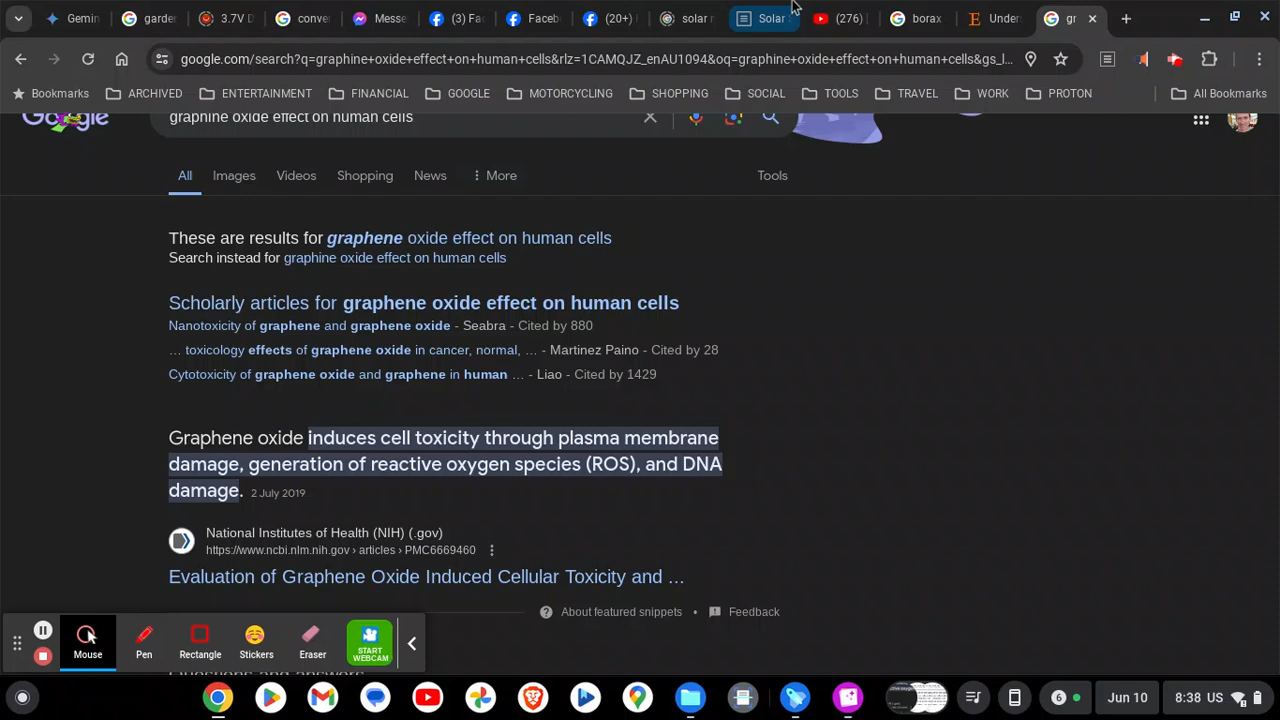 Gemin
garder
3.7V D
conver
Messe
(3) Fac
Facebo
(20+)
solar r
Solar
(276)
borax
Unders
gr
google.com/search?q=graphine+oxide+effect+on+human+cells&rlz=1CAMQJZ_enAU1094&oq=graphine+oxide+effect+on+human+cells&gs_l...
Bookmarks ARCHIVED ENTERTAINMENT FINANCIAL GOOGLE MOTORCYCLING SHOPPING SOCIAL TOOLS TRAVEL WORK PROTON All Bookmarks
Google
graphine oxide effect on human cells
All Images Videos Shopping News More Tools
These are results for graphene oxide effect on human cells
Search instead for graphine oxide effect on human cells
Scholarly articles for graphene oxide effect on human cells
Nanotoxicity of graphene and graphene oxide - Seabra - Cited by 880
… toxicology effects of graphene oxide in cancer, normal, … - Martinez Paino - Cited by 28
Cytotoxicity of graphene oxide and graphene in human … - Liao - Cited by 1429
Graphene oxide induces cell toxicity through plasma membrane
damage, generation of reactive oxygen species (ROS), and DNA
damage. 2 July 2019
National Institutes of Health (NIH) (.gov)
https://www.ncbi.nlm.nih.gov › articles › PMC6669460
Evaluation of Graphene Oxide Induced Cellular Toxicity and ...
About featured snippets • Feedback
Mouse Pen Rectangle Stickers Eraser START WEBCAM
Questions and answers
6 Jun 10 8:38 US